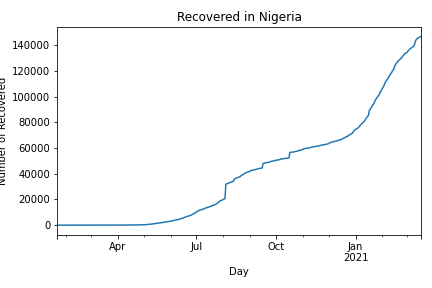 Recovered in Nigeria
Number of Recovered
140000
120000
100000
80000
60000
40000
20000
0
Apr
Jul
Oct
Jan
2021
Day